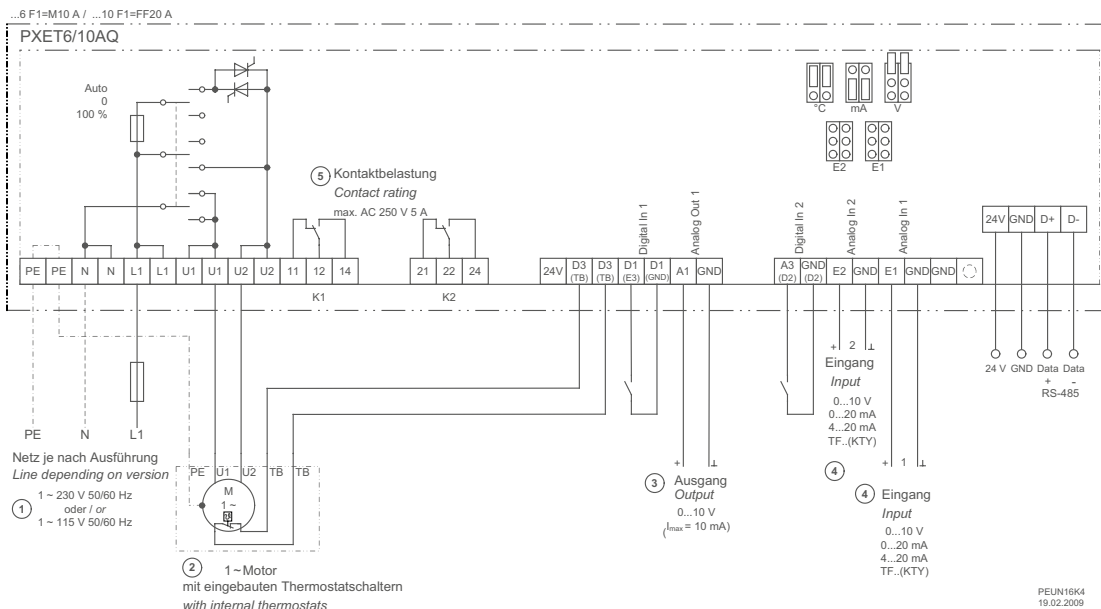 ...6 F1=M10 A / ...10 F1=FF20 A
PXET6/10AQ
Auto
0
100 %
°C mA V
E2 E1
5 Kontaktbelastung
Contact rating
max. AC 250 V 5 A
Digital In 1
Analog Out 1
Digital In 2
Analog In 2
Analog In 1
24V GND D+ D-
PE PE N N L1 L1 U1 U1 U2 U2 11 12 14
21 22 24
24V D3 (TB) D3 (TB) D1 (E3) D1 (GND) A1 GND
A3 (D2) GND (D2) E2 GND E1 GND GND
K1
K2
24 V GND Data + Data -
RS-485
+ 2 ⊥
Eingang
Input
0...10 V
0...20 mA
4...20 mA
TF..(KTY)
4
PE N L1
Netz je nach Ausführung
Line depending on version
1
1 ~ 230 V 50/60 Hz
oder / or
1 ~ 115 V 50/60 Hz
PE U1 U2 TB TB
M
1 ~
+ ⊥
3 Ausgang
Output
0...10 V
(Imax = 10 mA)
+ 1 ⊥
4 Eingang
Input
0...10 V
0...20 mA
4...20 mA
TF..(KTY)
2 1~Motor
mit eingebauten Thermostatschaltern
with internal thermostats
PEUN16K4
19.02.2009